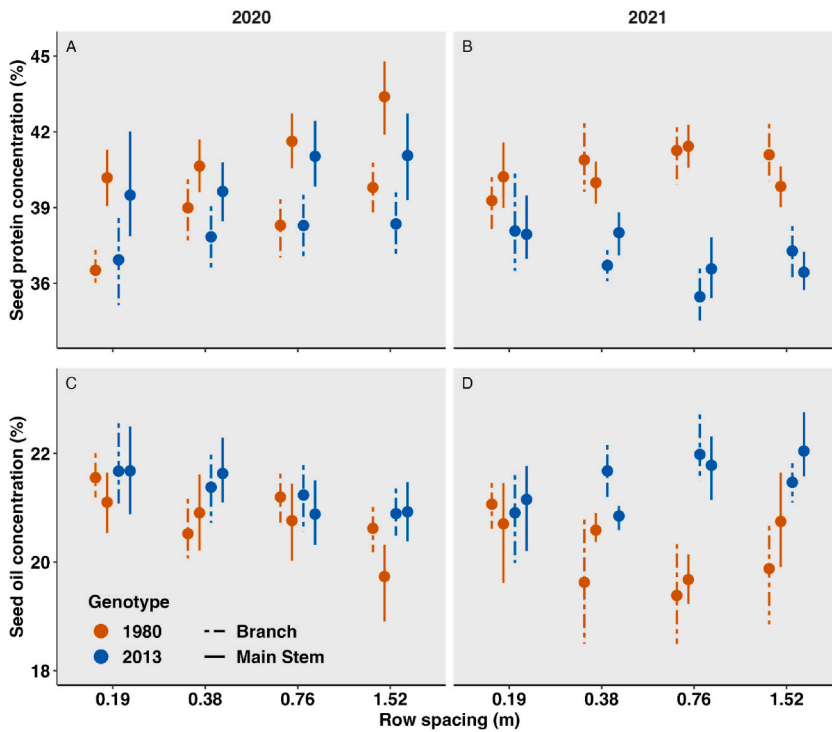 2020
2021
A
B
Seed protein concentration (%)
45
42
39
36
C
D
Seed oil concentration (%)
22
20
18
Genotype
1980
2013
Branch
Main Stem
0.19
0.38
0.76
1.52
0.19
0.38
0.76
1.52
Row spacing (m)